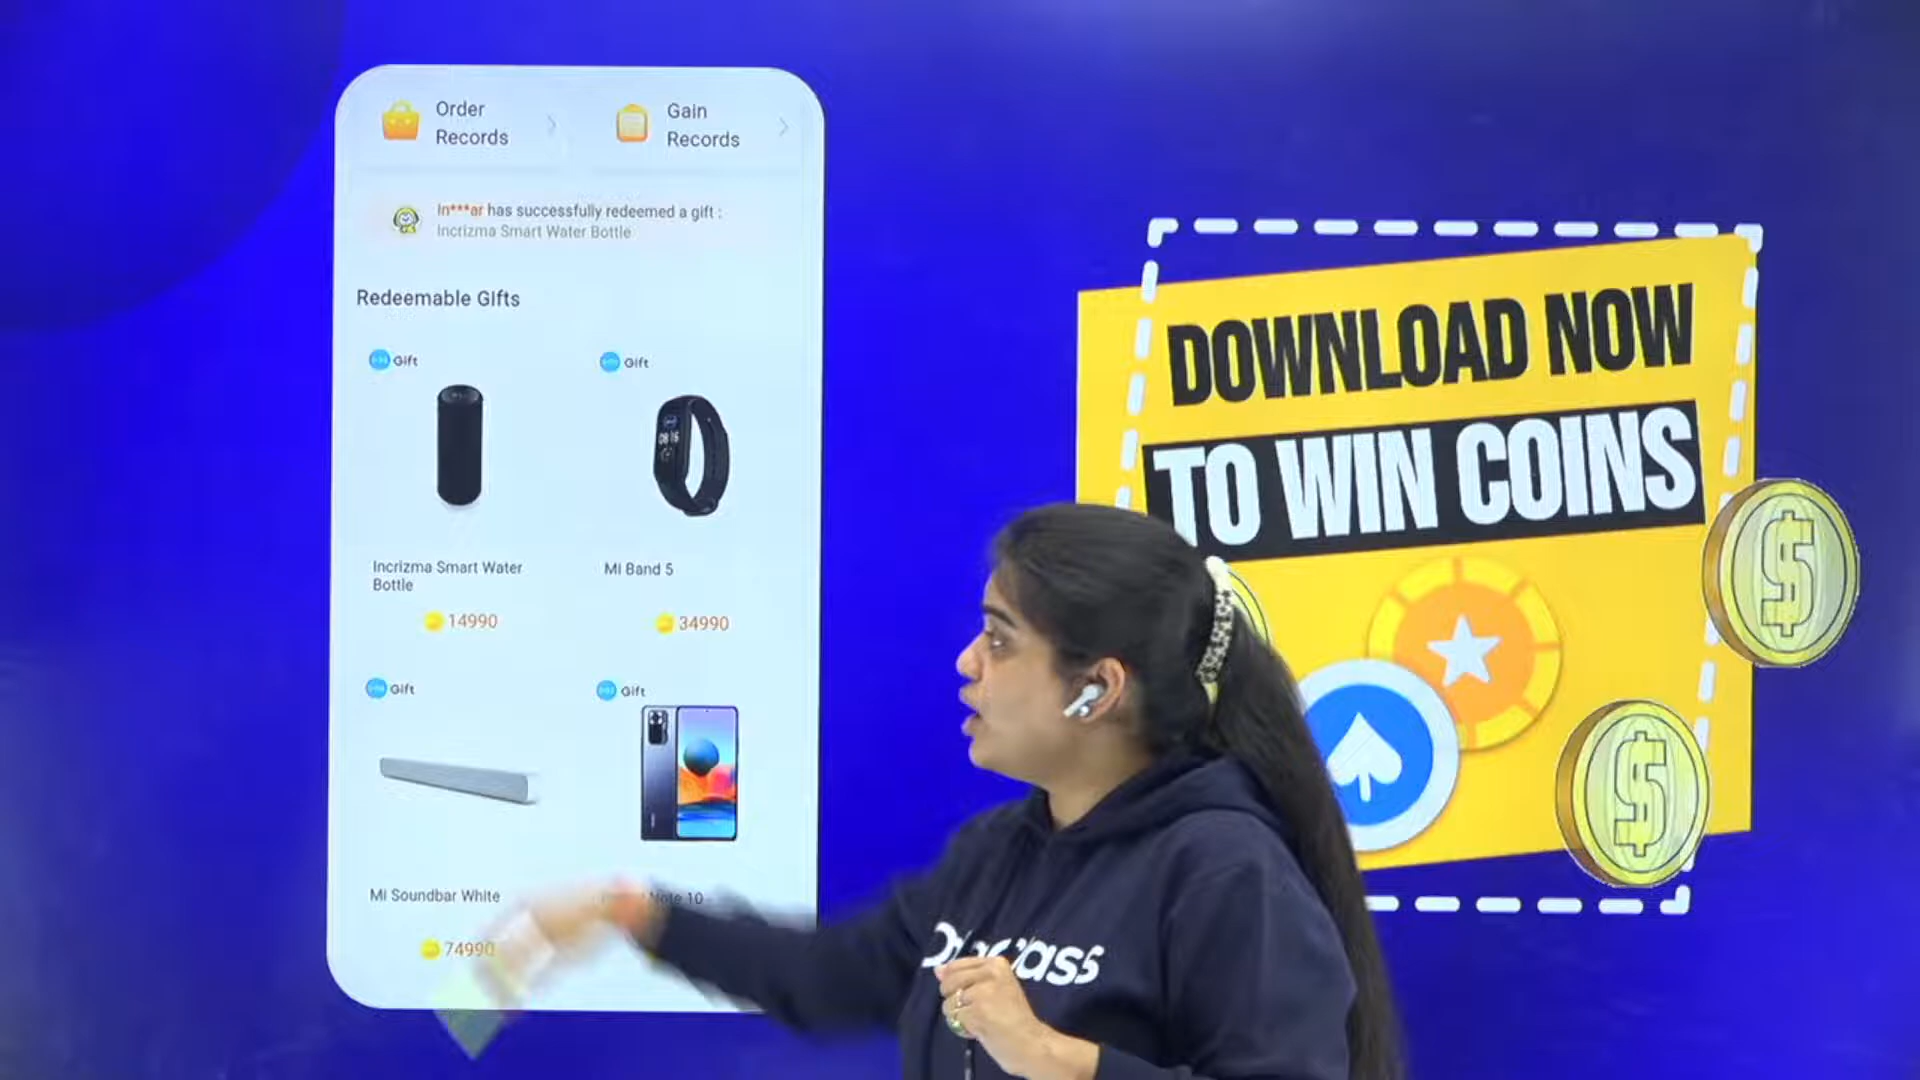 Order
Records
Gain
Records
In***ar has successfully redeemed a gift :
Incrizma Smart Water Bottle
Redeemable Gifts
Gift
Gift
Incrizma Smart Water
Bottle
Mi Band 5
14990
34990
Gift
Gift
Mi Soundbar White
Note 10
74990
DOWNLOAD NOW
TO WIN COINS